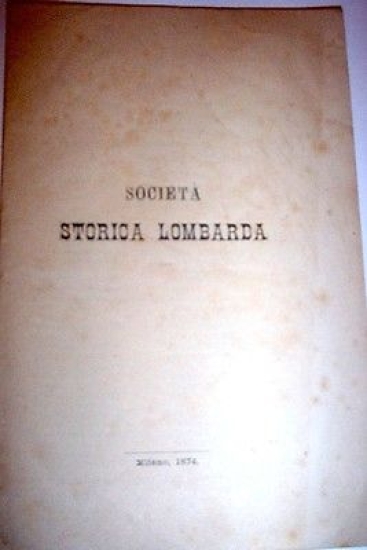 SOCIETÀ
STORICA LOMBARDA
Milano, 1874.